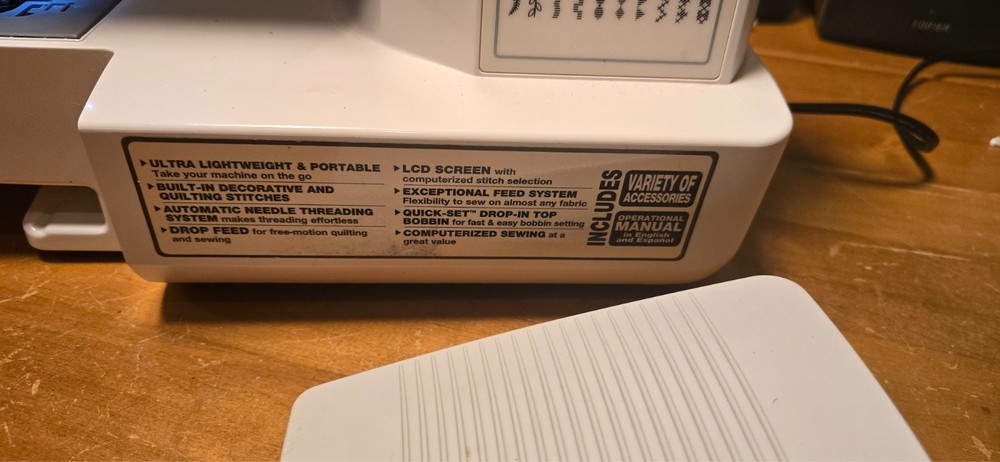 ▸ULTRA LIGHTWEIGHT & PORTABLE
Take your machine on the go
▸BUILT-IN DECORATIVE AND
QUILTING STITCHES
▸AUTOMATIC NEEDLE THREADING
SYSTEM makes threading effortless
▸DROP FEED for free-motion quilting
and sewing
▸LCD SCREEN with
computerized stitch selection
▸EXCEPTIONAL FEED SYSTEM
Flexibility to sew on almost any fabric
▸QUICK-SET™ DROP-IN TOP
BOBBIN for fast & easy bobbin setting
▸COMPUTERIZED SEWING at a
great value
INCLUDES
VARIETY OF
ACCESSORIES
OPERATIONAL
MANUAL
in English
and Español
EDIFIER